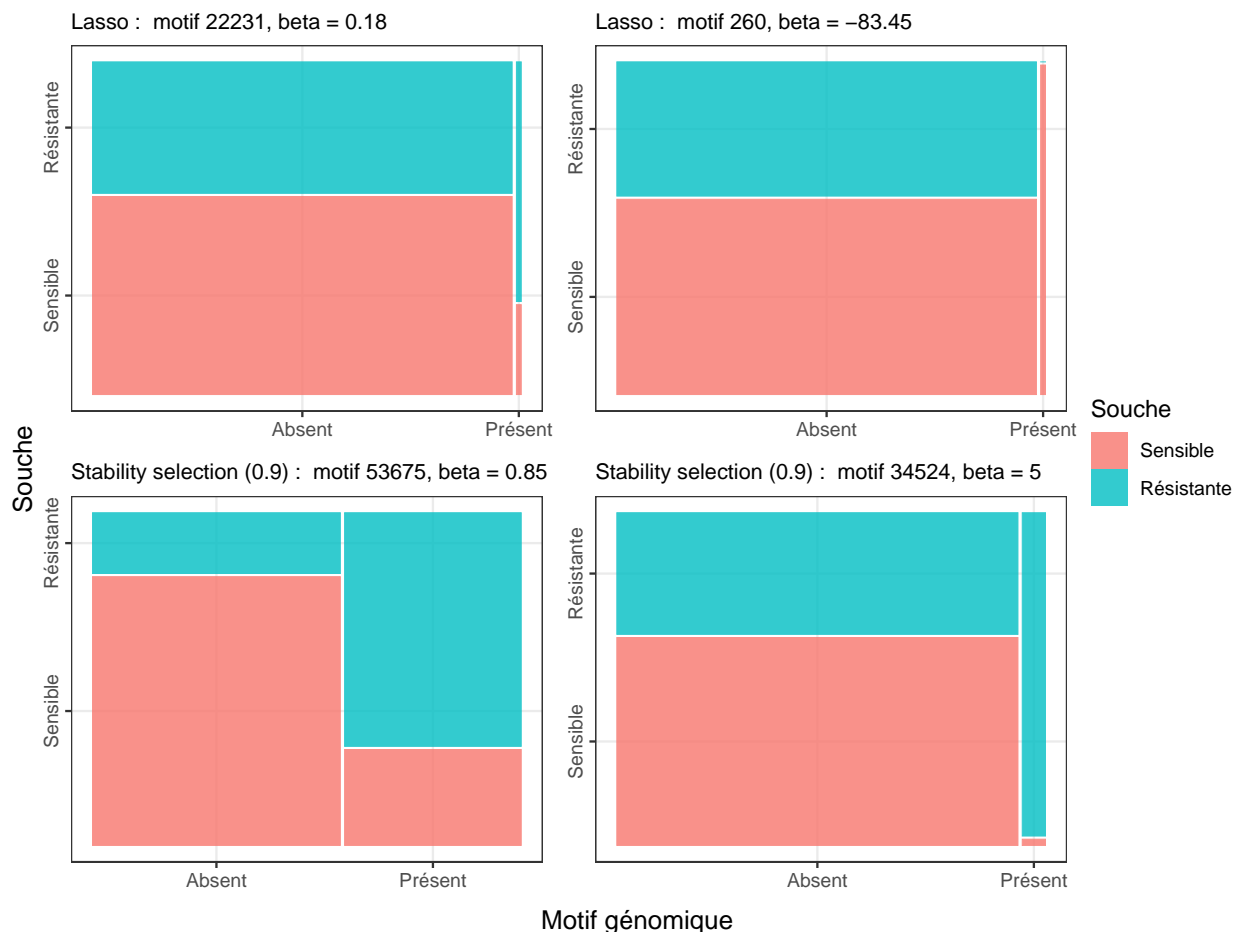 Lasso :  motif 22231, beta = 0.18
Résistante
Sensible
Absent
Présent
Lasso :  motif 260, beta = −83.45
Résistante
Sensible
Absent
Présent
Stability selection (0.9) :  motif 53675, beta = 0.85
Résistante
Sensible
Absent
Présent
Stability selection (0.9) :  motif 34524, beta = 5
Résistante
Sensible
Absent
Présent
Souche
Motif génomique
Souche
Sensible
Résistante